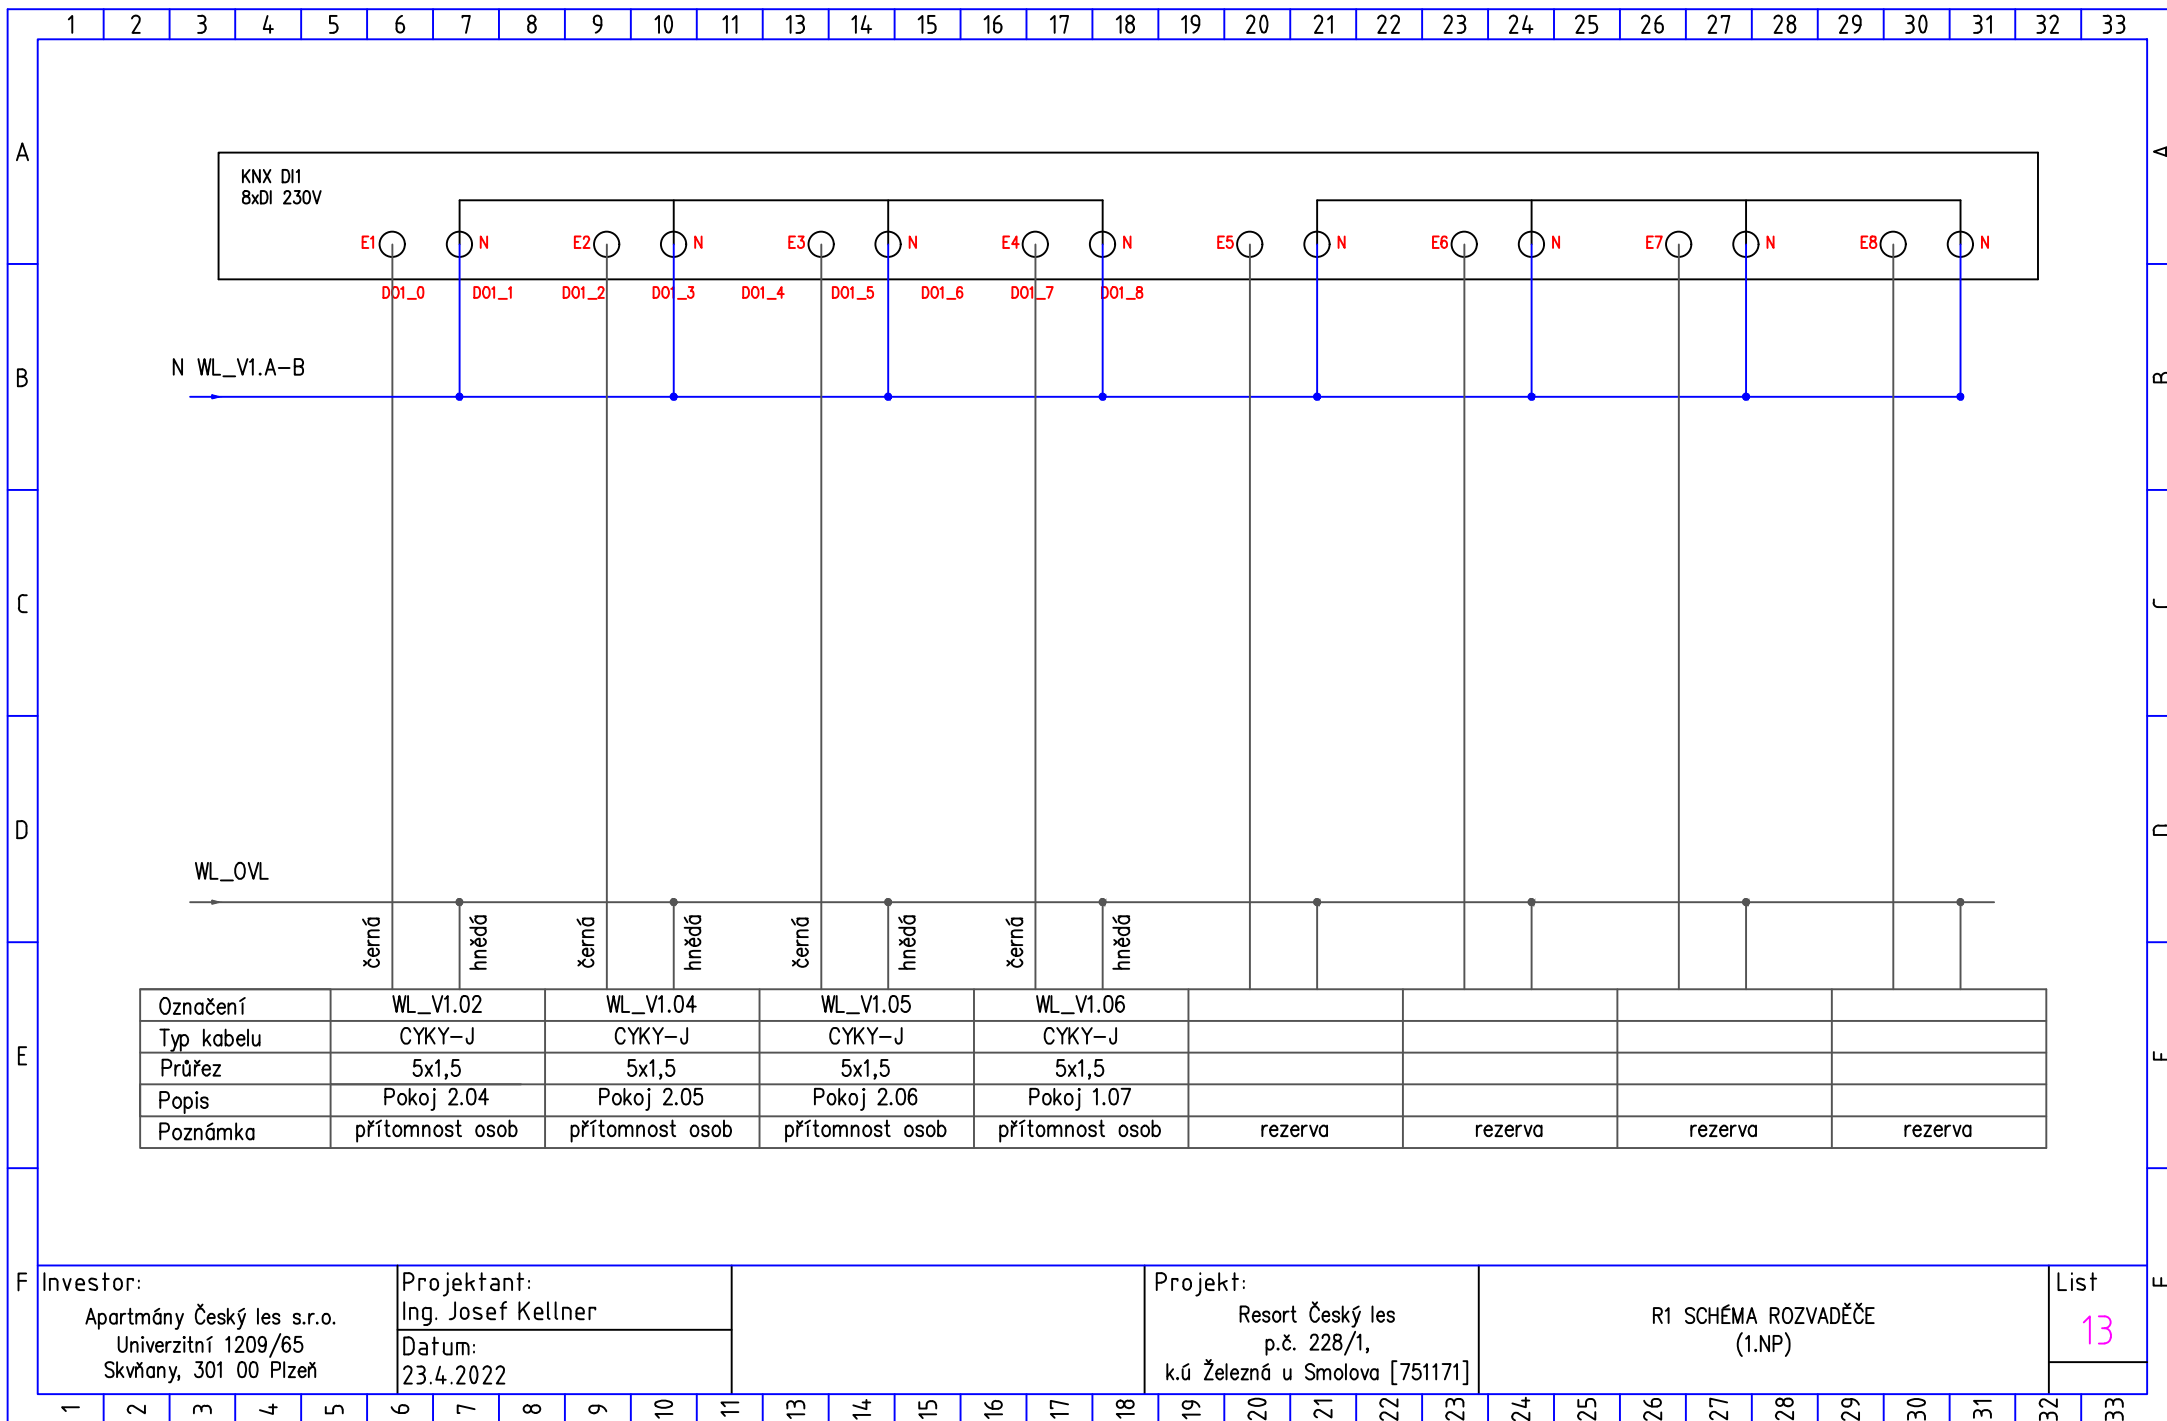 1 2 3 4 5 6 7 8 9 10 11 13 14 15 16 17 18 19 20 21 22 23 24 25 26 27 28 29 30 31 32 33
A A
KNX DI1
8xDI 230V
E1 N E2 N E3 N E4 N E5 N E6 N E7 N E8 N
DO1_0 DO1_1 DO1_2 DO1_3 DO1_4 DO1_5 DO1_6 DO1_7 DO1_8
N WL_V1.A-B
B B
C C
D D
WL_OVL
černá hnědá černá hnědá černá hnědá černá hnědá
Označení WL_V1.02 WL_V1.04 WL_V1.05 WL_V1.06
Typ kabelu CYKY-J CYKY-J CYKY-J CYKY-J
E E
Průřez 5x1,5 5x1,5 5x1,5 5x1,5
Popis Pokoj 2.04 Pokoj 2.05 Pokoj 2.06 Pokoj 1.07
Poznámka přítomnost osob přítomnost osob přítomnost osob přítomnost osob rezerva rezerva rezerva rezerva
F F
Investor:
Apartmány Český les s.r.o.
Univerzitní 1209/65
Skvňany, 301 00 Plzeň
Projektant:
Ing. Josef Kellner
Datum:
23.4.2022
Projekt:
Resort Český les
p.č. 228/1,
k.ú Železná u Smolova [751171]
R1 SCHÉMA ROZVADĚČE
(1.NP)
List
13
1 2 3 4 5 6 7 8 9 10 11 13 14 15 16 17 18 19 20 21 22 23 24 25 26 27 28 29 30 31 32 33